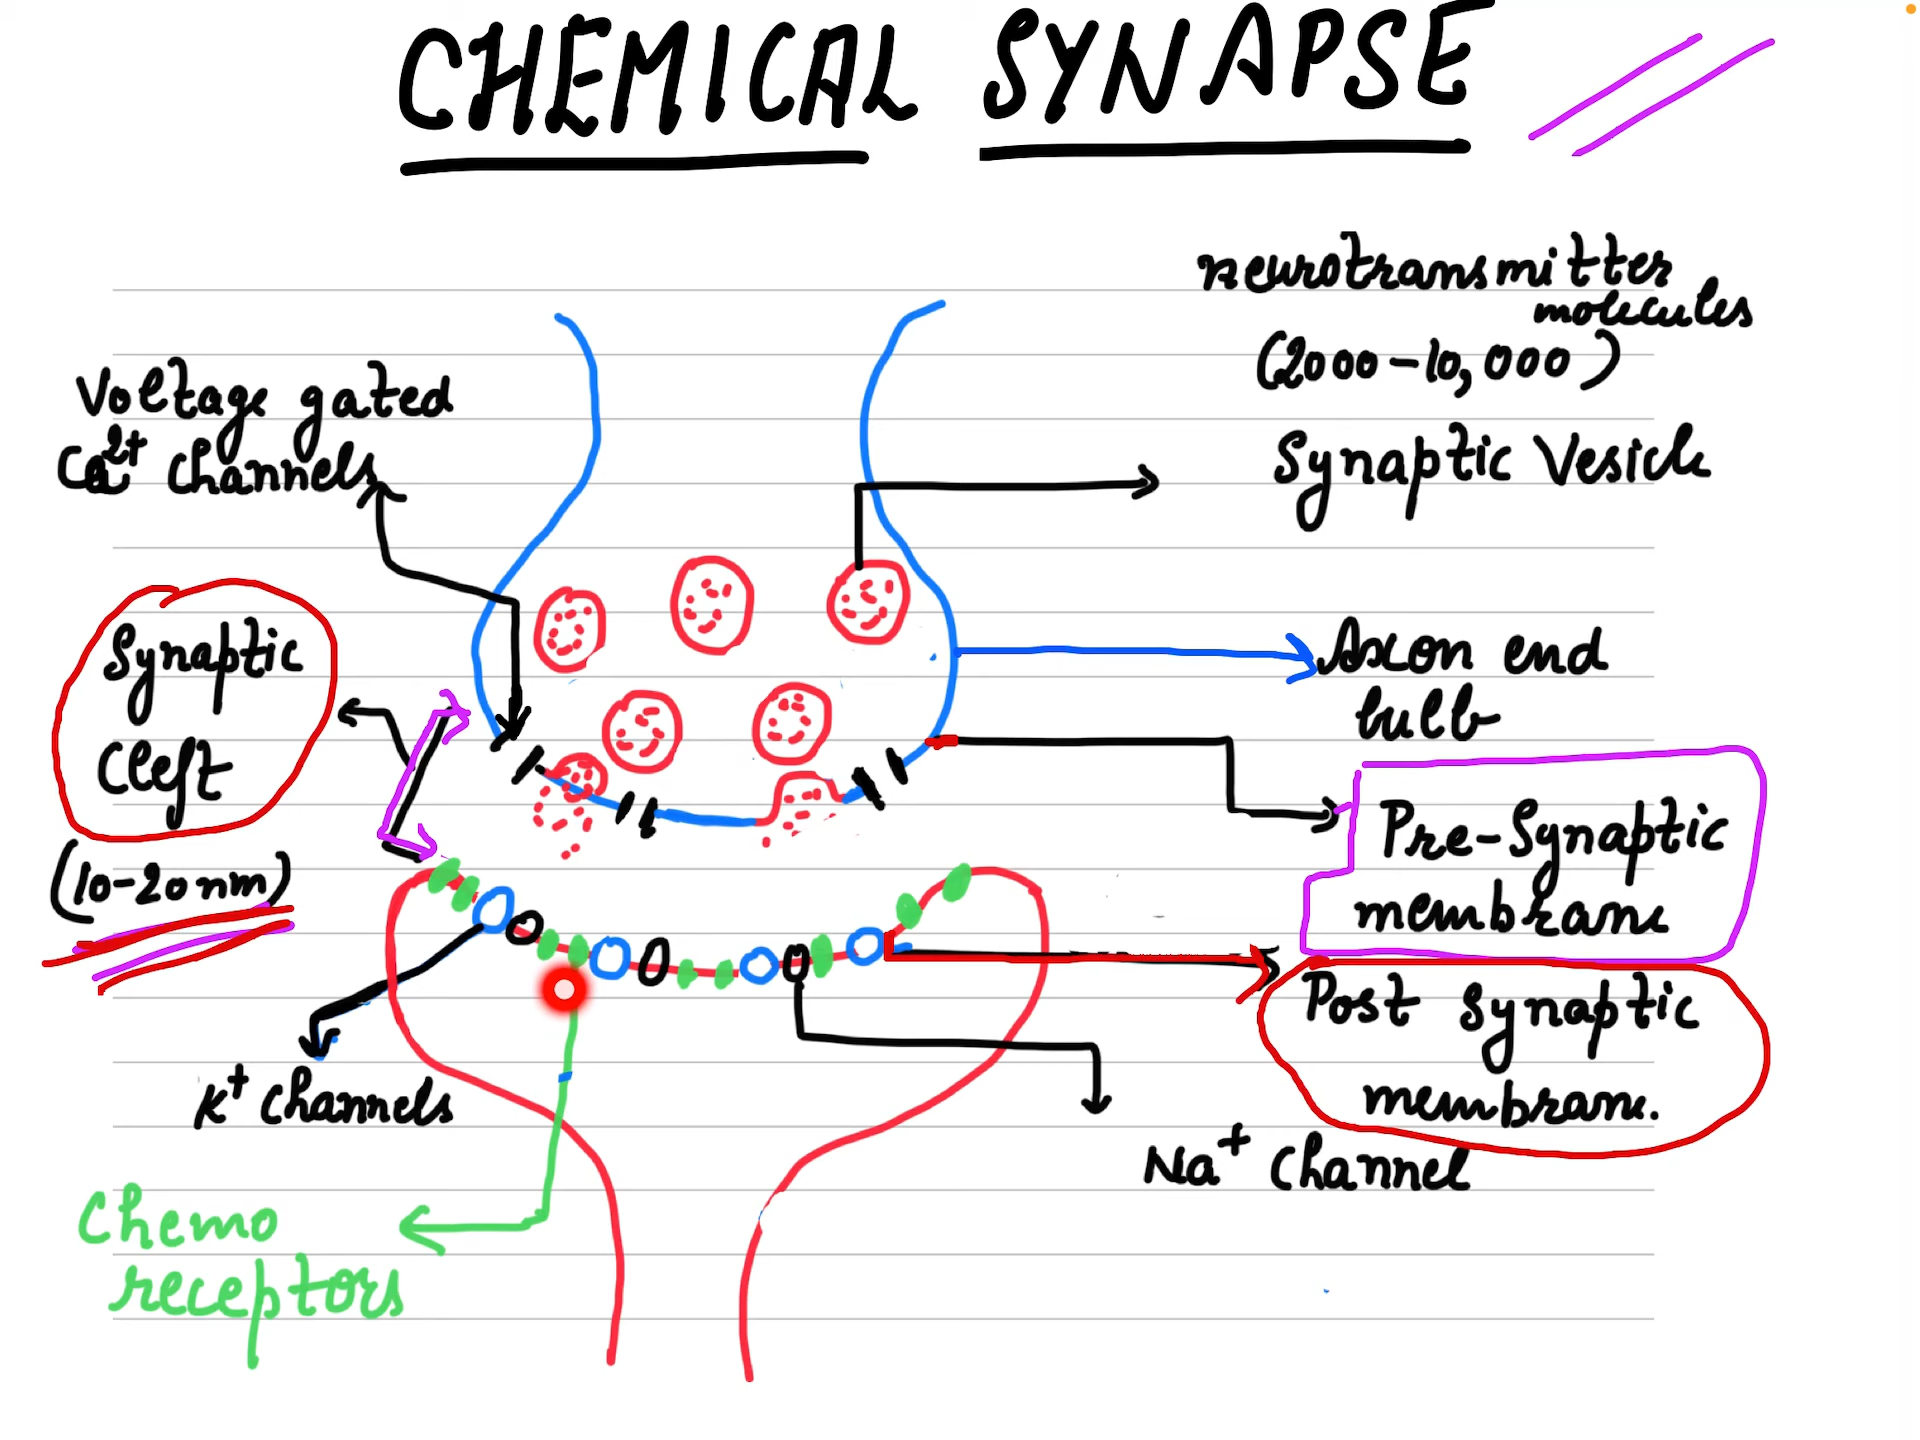 CHEMICAL SYNAPSE
neurotransmitter
molecules
(2000-10,000)
Synaptic Vesicle
Voltage gated
Ca2+ channels
Synaptic
Cleft
(10-20nm)
Axon end
bulb
Pre-Synaptic
membrane
Post Synaptic
membrane.
K+ channels
Na+ Channel
Chemo
receptors